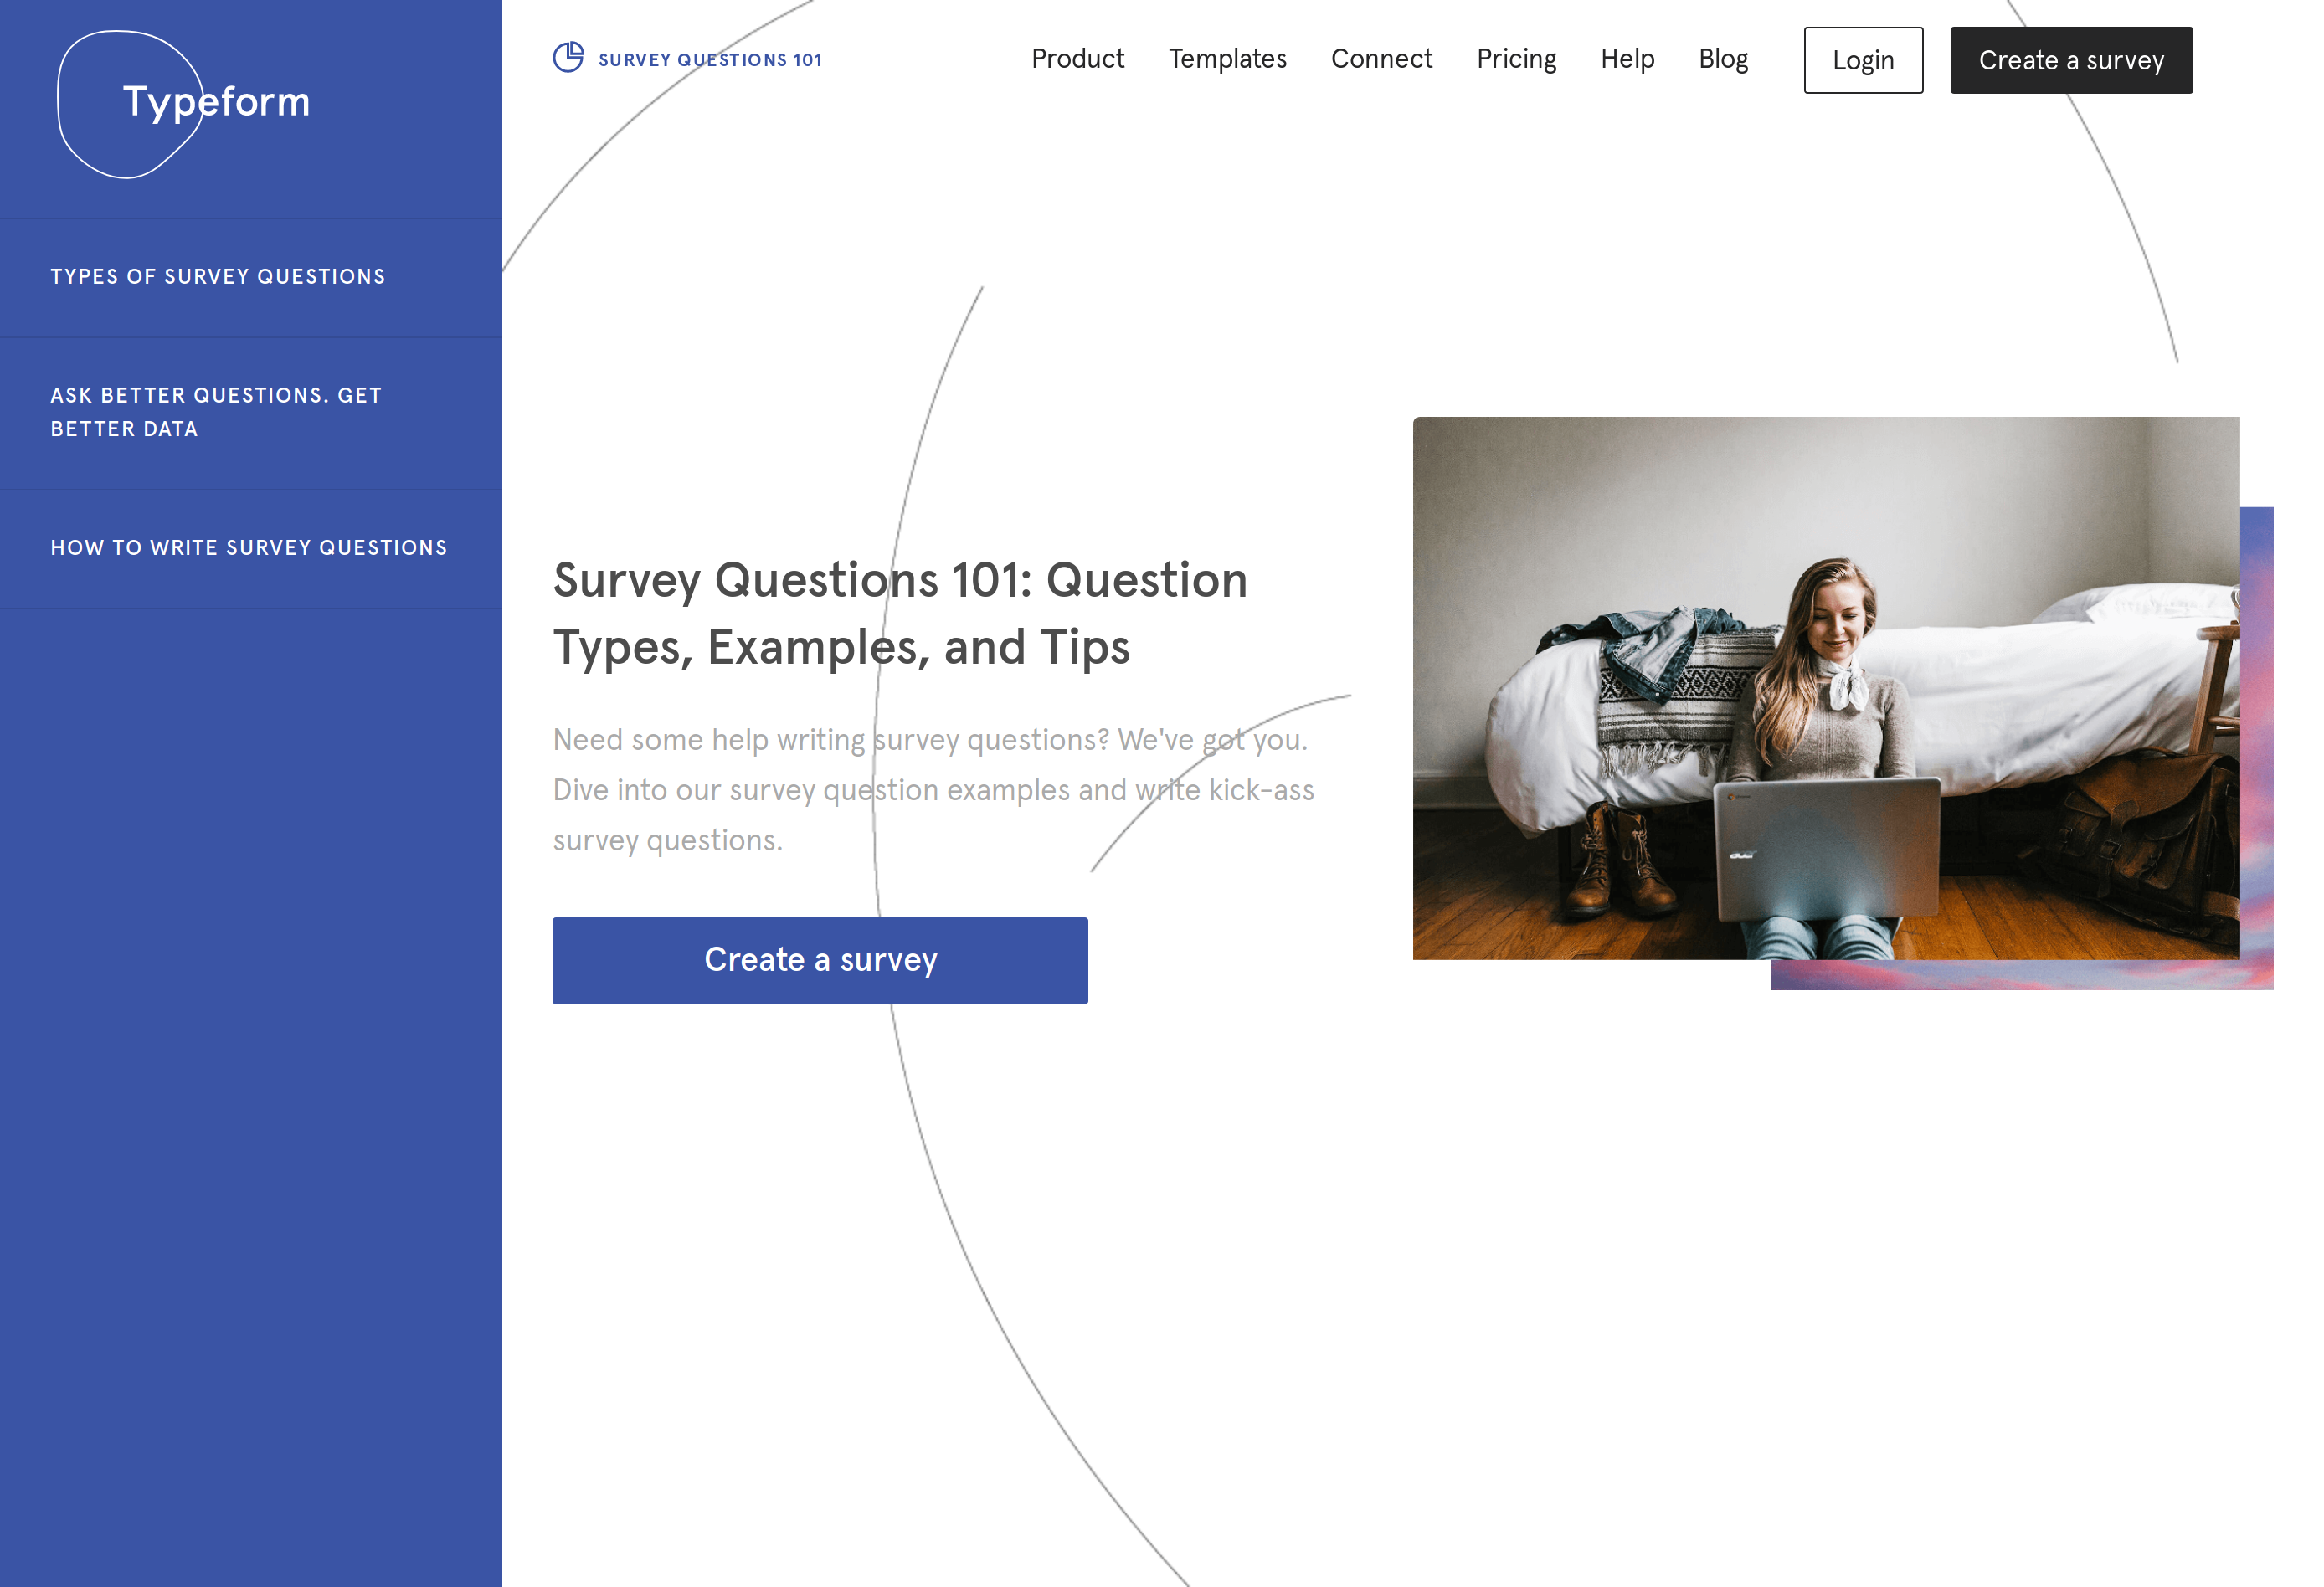 Typeform
TYPES OF SURVEY QUESTIONS
ASK BETTER QUESTIONS. GET
BETTER DATA
HOW TO WRITE SURVEY QUESTIONS
SURVEY QUESTIONS 101
Product Templates Connect Pricing Help Blog Login Create a survey
Survey Questions 101: Question
Types, Examples, and Tips
Need some help writing survey questions? We've got you.
Dive into our survey question examples and write kick-ass
survey questions.
Create a survey
acer